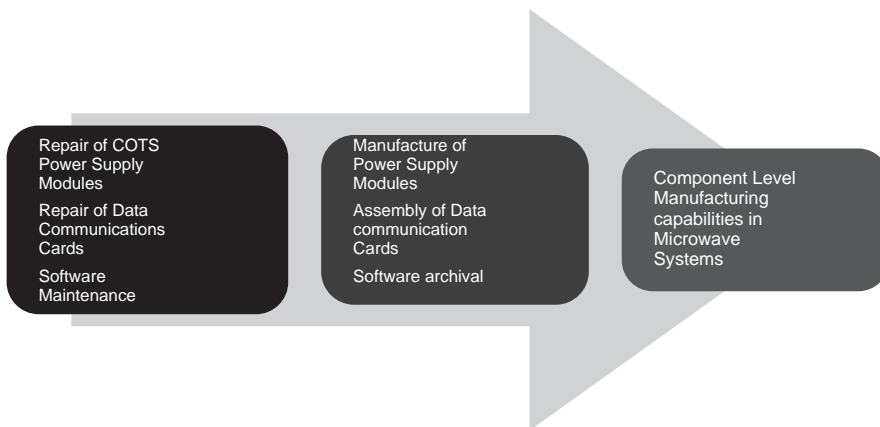 Repair of COTS
Power Supply
Modules
Repair of Data
Communications
Cards
Software
Maintenance
Manufacture of
Power Supply
Modules
Assembly of Data
communication
Cards
Software archival
Component Level
Manufacturing
capabilities in
Microwave
Systems